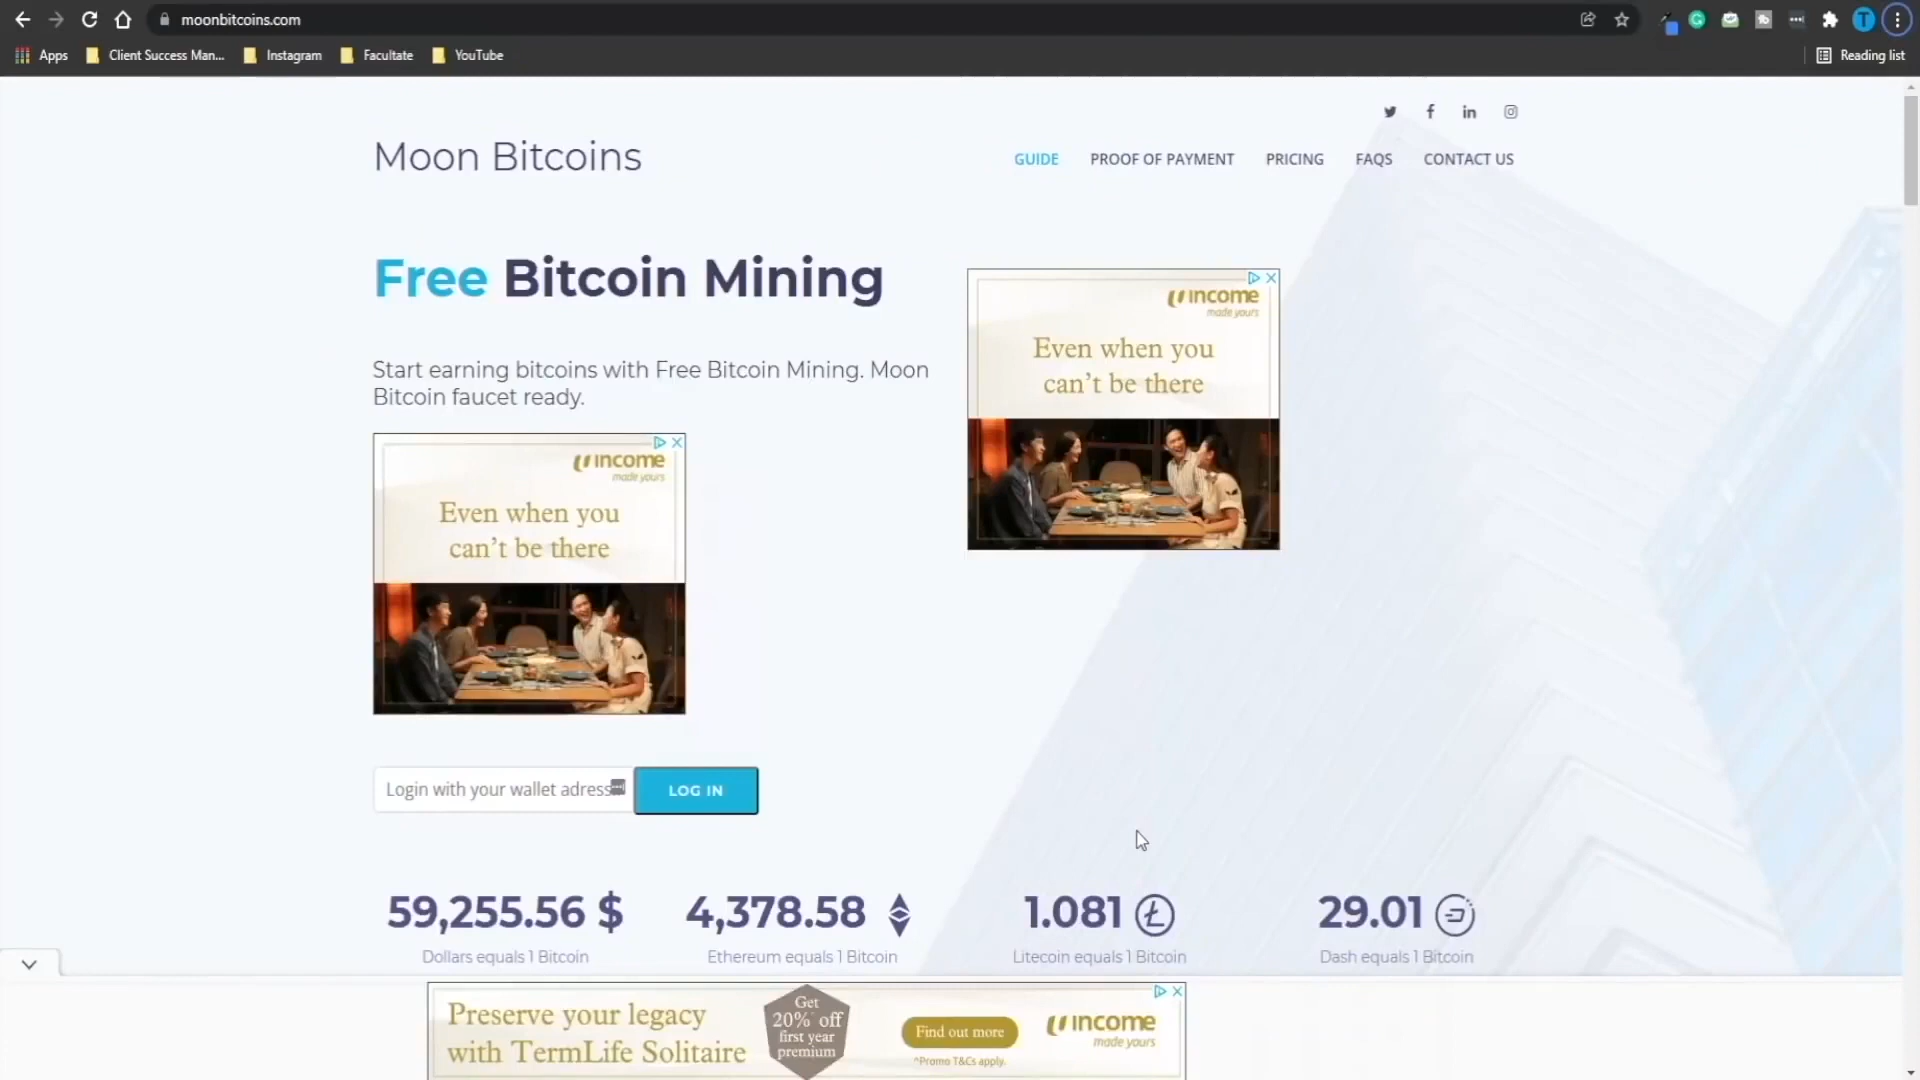 moonbitcoins.com
Apps
Client Success Man...
Instagram
Facultate
YouTube
Reading list
Moon Bitcoins
GUIDE
PROOF OF PAYMENT
PRICING
FAQS
CONTACT US
Free Bitcoin Mining
Start earning bitcoins with Free Bitcoin Mining. Moon
Bitcoin faucet ready.
income
made yours
Even when you
can't be there
income
made yours
Even when you
can't be there
Login with your wallet adress
LOG IN
59,255.56 $
Dollars equals 1 Bitcoin
4,378.58
Ethereum equals 1 Bitcoin
1.081
Litecoin equals 1 Bitcoin
29.01
Dash equals 1 Bitcoin
Preserve your legacy
with TermLife Solitaire
Get
20%^ off
first year
premium
Find out more
^Promo T&Cs apply.
income
made yours